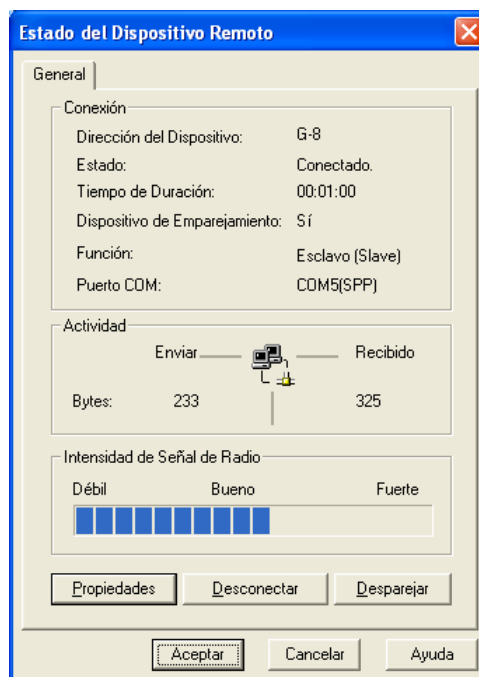 Estado del Dispositivo Remoto
General
Conexión
Dirección del Dispositivo: G-8
Estado: Conectado.
Tiempo de Duración: 00:01:00
Dispositivo de Emparejamiento: Sí
Función: Esclavo (Slave)
Puerto COM: COM5(SPP)
Actividad
Enviar Recibido
Bytes: 233 325
Intensidad de Señal de Radio
Débil Bueno Fuerte
Propiedades Desconectar Desparejar
Aceptar Cancelar Ayuda